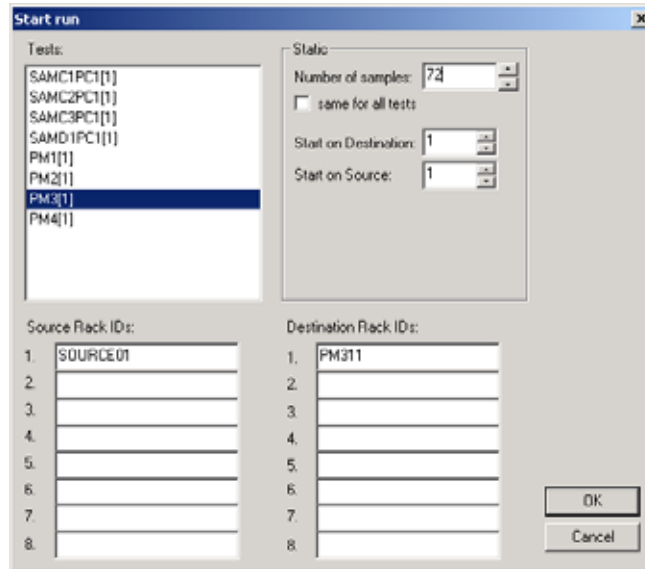 Start run
Tests:
SAMC1PC1[1]
SAMC2PC1[1]
SAMC3PC1[1]
SAMD1PC1[1]
PM1[1]
PM2[1]
PM3[1]
PM4[1]
Static
Number of samples: 72
same for all tests
Start on Destination: 1
Start on Source: 1
Source Rack IDs:
1. SOURCE01
2.
3.
4.
5.
6.
7.
8.
Destination Rack IDs:
1. PM311
2.
3.
4.
5.
6.
7.
8.
OK
Cancel